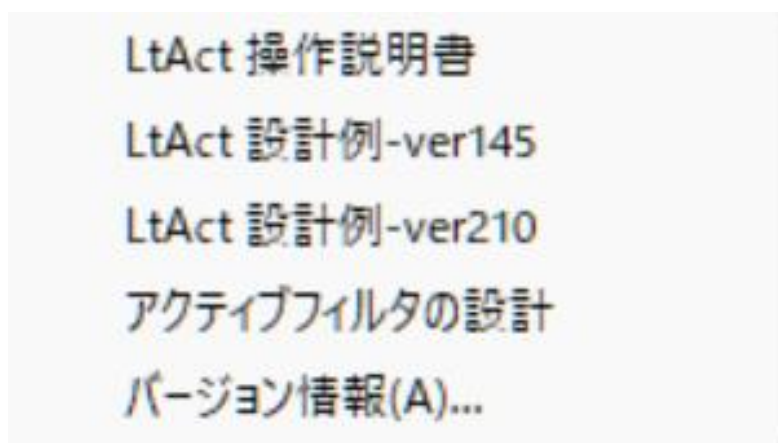 LtAct 操作説明書
LtAct 設計例-ver145
LtAct 設計例-ver210
アクティブフィルタの設計
バージョン情報(A)...